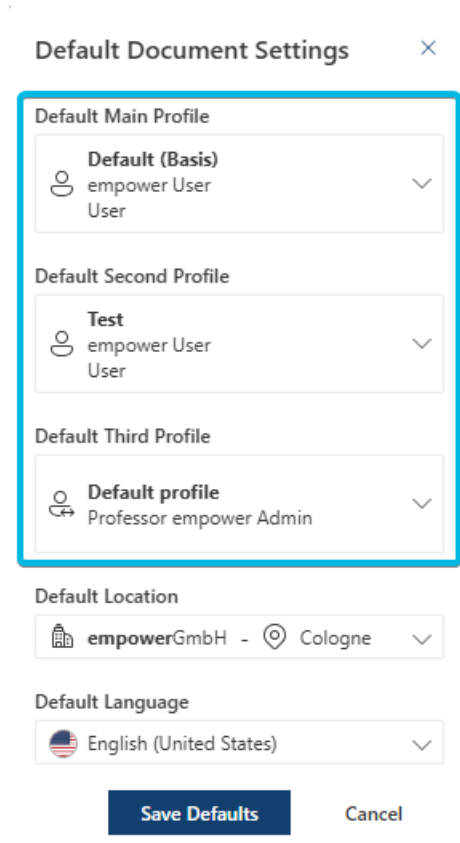 Default Document Settings
Default Main Profile
Default (Basis)
empower User
User
Default Second Profile
Test
empower User
User
Default Third Profile
Default profile
Professor empower Admin
Default Location
empowerGmbH - Cologne
Default Language
English (United States)
Save Defaults Cancel